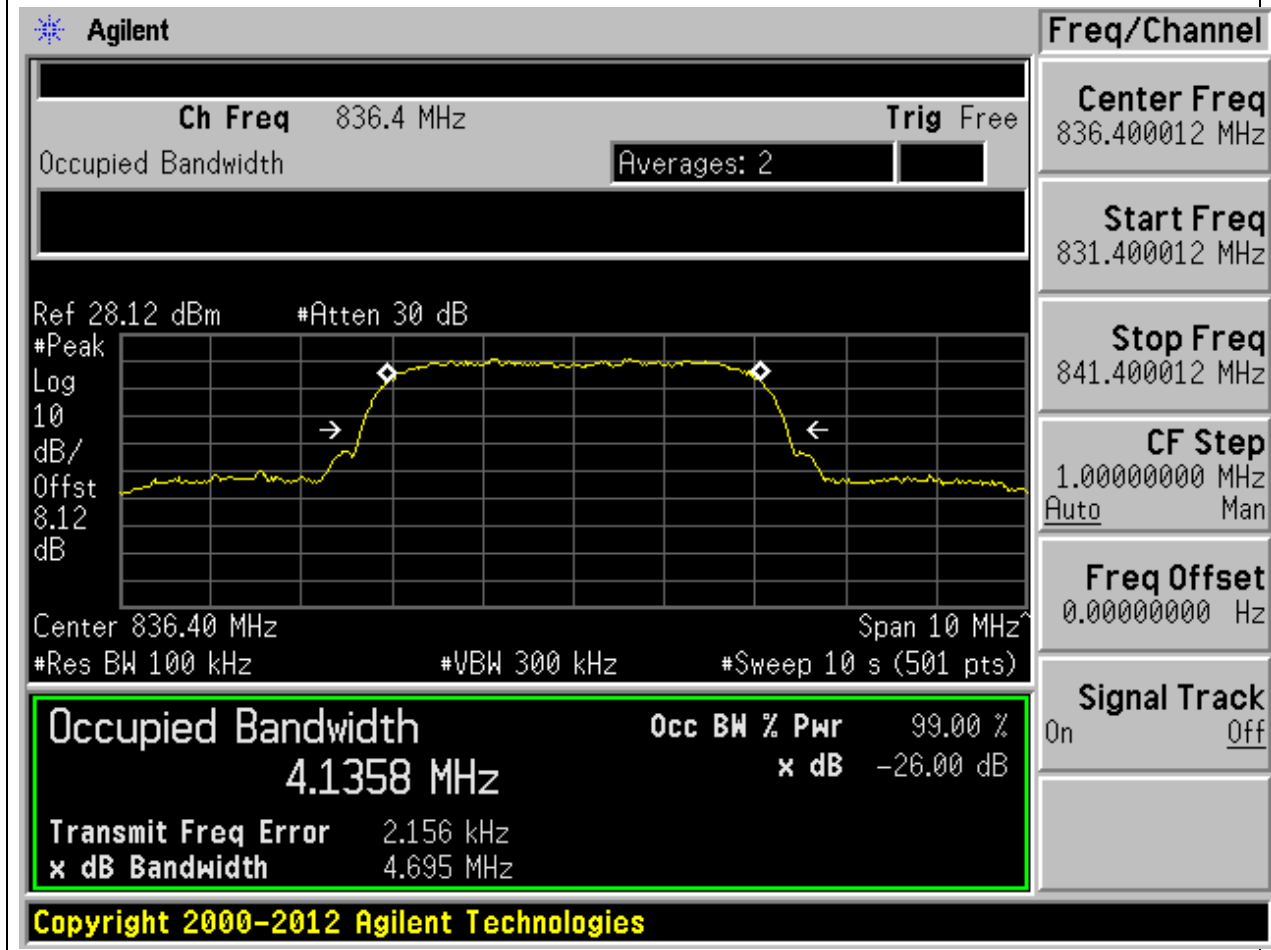 Agilent
Freq/Channel
Ch Freq 836.4 MHz Trig Free
Occupied Bandwidth Averages: 2
Ref 28.12 dBm #Atten 30 dB
#Peak
Log
10
dB/
Offst
8.12
dB
Center 836.40 MHz Span 10 MHz^
#Res BW 100 kHz #VBW 300 kHz #Sweep 10 s (501 pts)
Occupied Bandwidth Occ BW % Pwr 99.00 %
4.1358 MHz x dB -26.00 dB
Transmit Freq Error 2.156 kHz
x dB Bandwidth 4.695 MHz
Copyright 2000-2012 Agilent Technologies
Center Freq
836.400012 MHz
Start Freq
831.400012 MHz
Stop Freq
841.400012 MHz
CF Step
1.00000000 MHz
Auto Man
Freq Offset
0.00000000 Hz
Signal Track
On Off